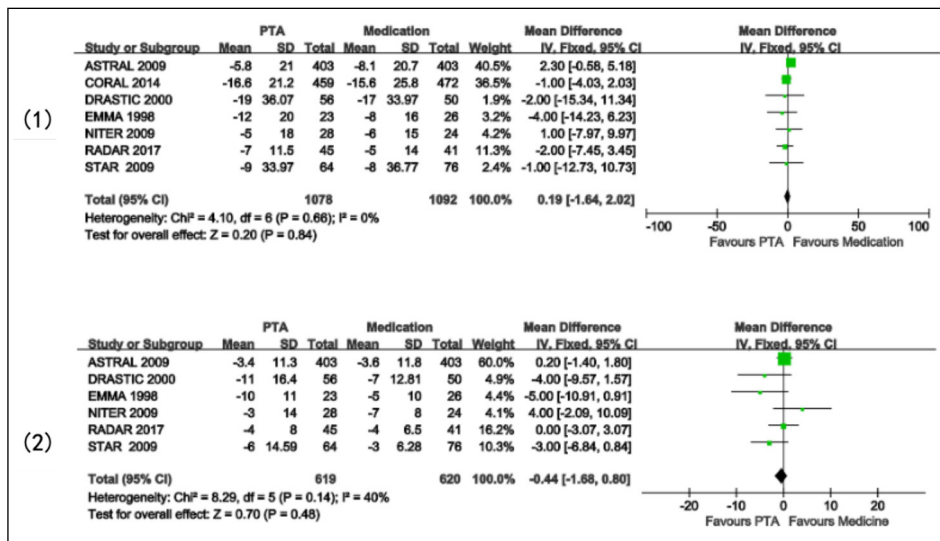 (1)
PTA Medication Mean Difference Mean Difference
Study or Subgroup Mean SD Total Mean SD Total Weight IV, Fixed, 95% CI IV, Fixed, 95% CI
ASTRAL 2009 -5.8 21 403 -8.1 20.7 403 40.5% 2.30 [-0.58, 5.18]
CORAL 2014 -16.6 21.2 459 -15.6 25.8 472 36.5% -1.00 [-4.03, 2.03]
DRASTIC 2000 -19 36.07 56 -17 33.97 50 1.9% -2.00 [-15.34, 11.34]
EMMA 1998 -12 20 23 -8 16 26 3.2% -4.00 [-14.23, 6.23]
NITER 2009 -5 18 28 -6 15 24 4.2% 1.00 [-7.97, 9.97]
RADAR 2017 -7 11.5 45 -5 14 41 11.3% -2.00 [-7.45, 3.45]
STAR 2009 -9 33.97 64 -8 36.77 76 2.4% -1.00 [-12.73, 10.73]
Total (95% CI) 1078 1092 100.0% 0.19 [-1.64, 2.02]
Heterogeneity: Chi² = 4.10, df = 6 (P = 0.66); I² = 0%
Test for overall effect: Z = 0.20 (P = 0.84)
-100 -50 0 50 100
Favours PTA Favours Medication
(2)
PTA Medication Mean Difference Mean Difference
Study or Subgroup Mean SD Total Mean SD Total Weight IV, Fixed, 95% CI IV, Fixed, 95% CI
ASTRAL 2009 -3.4 11.3 403 -3.6 11.8 403 60.0% 0.20 [-1.40, 1.80]
DRASTIC 2000 -11 16.4 56 -7 12.81 50 4.9% -4.00 [-9.57, 1.57]
EMMA 1998 -10 11 23 -5 10 26 4.4% -5.00 [-10.91, 0.91]
NITER 2009 -3 14 28 -7 8 24 4.1% 4.00 [-2.09, 10.09]
RADAR 2017 -4 8 45 -4 6.5 41 16.2% 0.00 [-3.07, 3.07]
STAR 2009 -6 14.59 64 -3 6.28 76 10.3% -3.00 [-6.84, 0.84]
Total (95% CI) 619 620 100.0% -0.44 [-1.68, 0.80]
Heterogeneity: Chi² = 8.29, df = 5 (P = 0.14); I² = 40%
Test for overall effect: Z = 0.70 (P = 0.48)
-20 -10 0 10 20
Favours PTA Favours Medicine